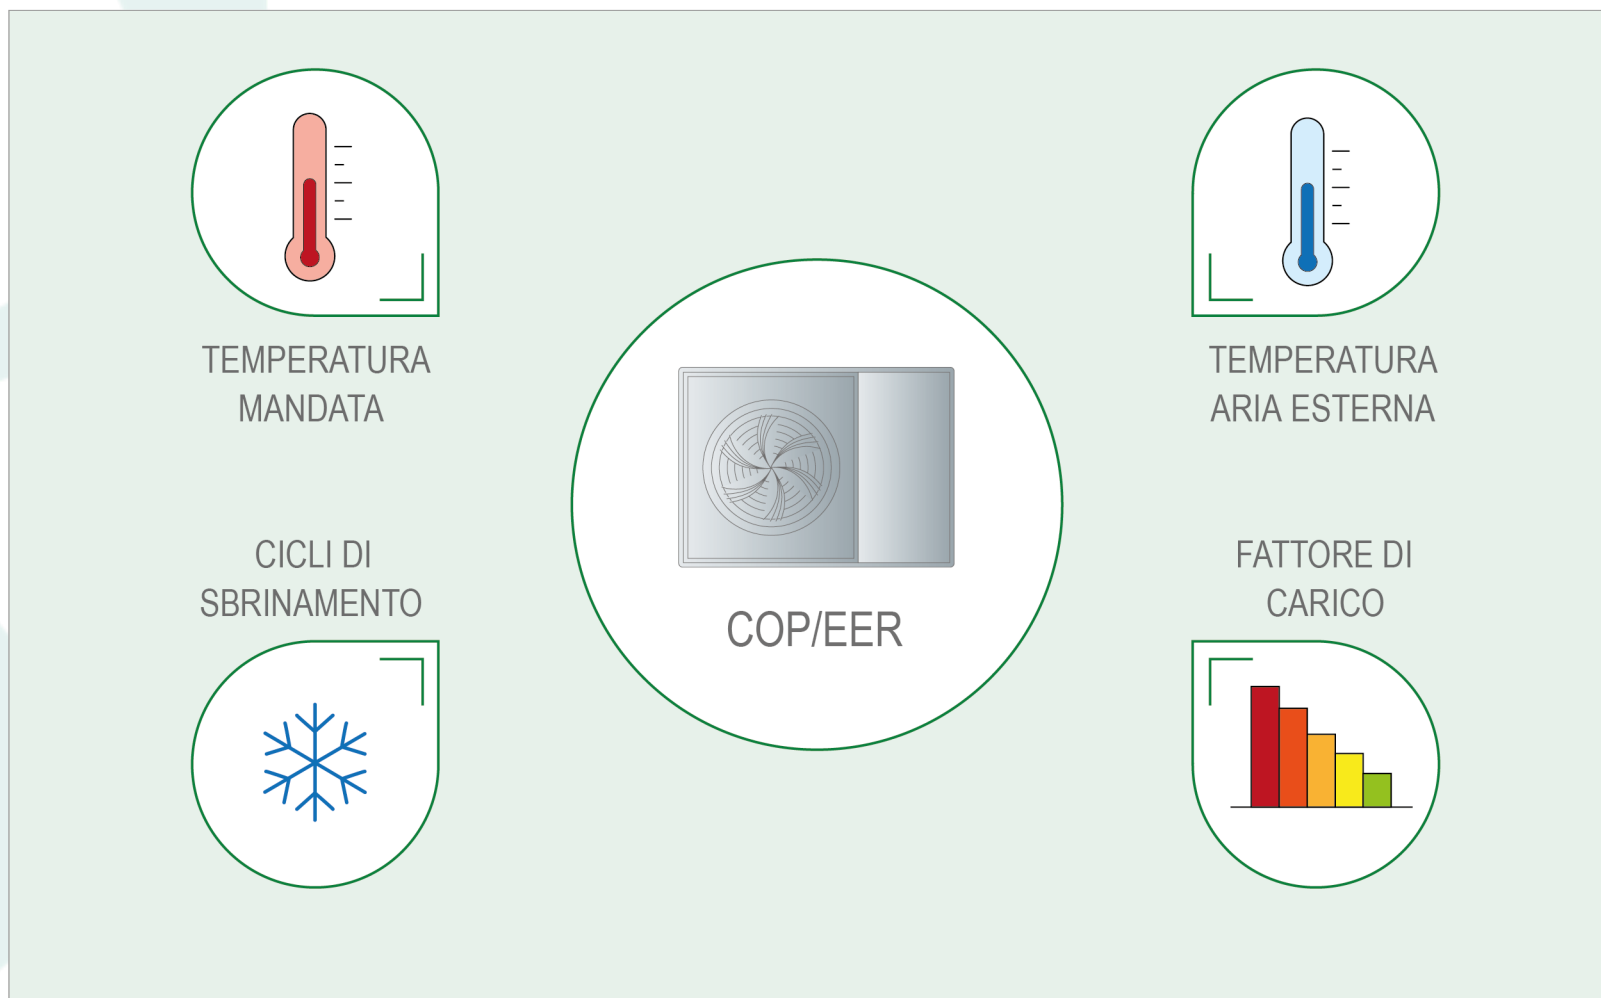 TEMPERATURA
MANDATA
TEMPERATURA
ARIA ESTERNA
CICLI DI
SBRINAMENTO
COP/EER
FATTORE DI
CARICO